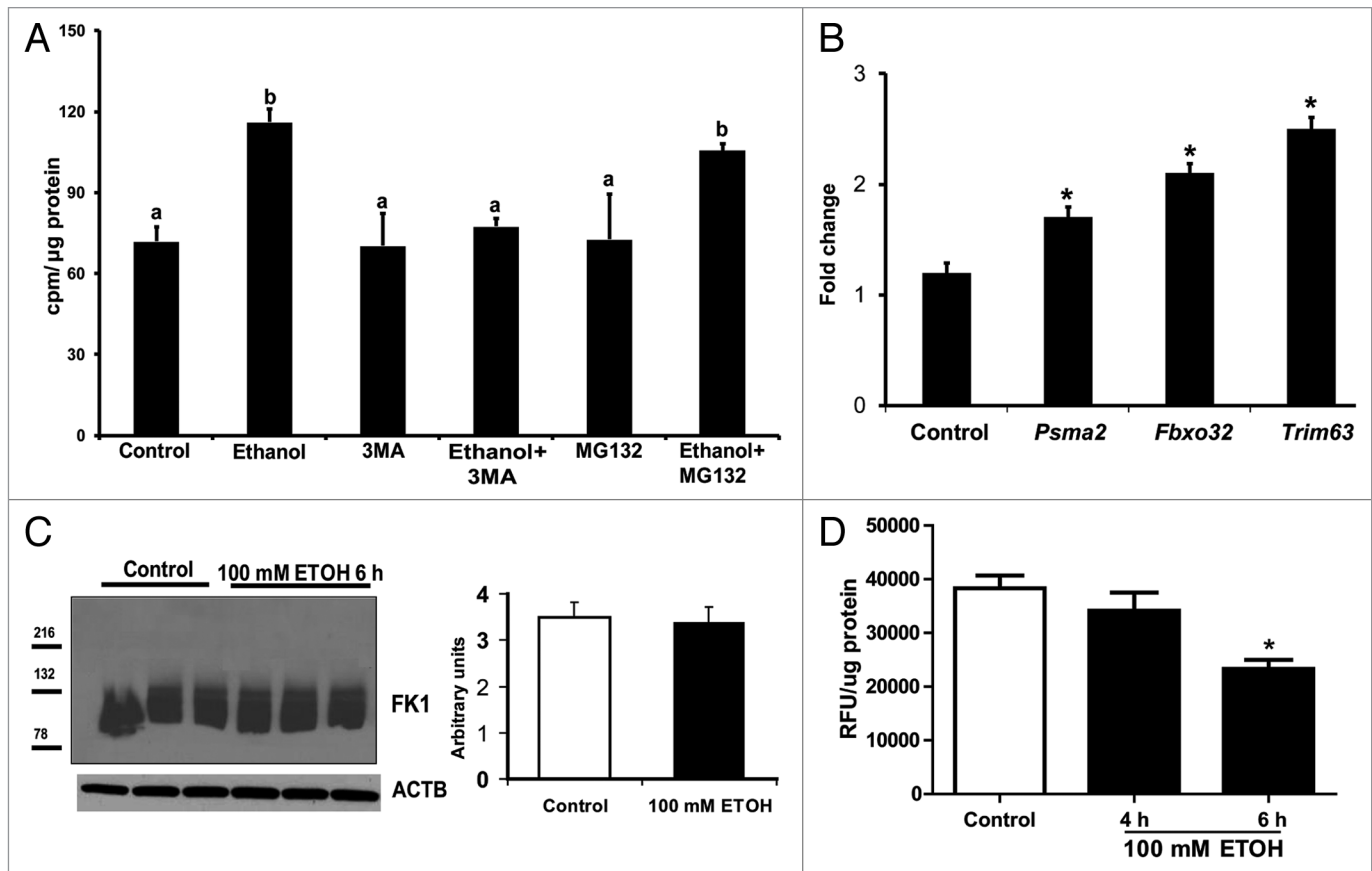 A
150
120
90
60
30
0
cpm/ µg protein
a
b
a
a
a
b
Control
Ethanol
3MA
Ethanol+
3MA
MG132
Ethanol+
MG132
B
3
2
1
0
Fold change
*
*
*
Control
Psma2
Fbxo32
Trim63
C
Control
100 mM ETOH 6 h
216
132
78
FK1
ACTB
4
3
2
1
0
Arbitrary units
Control
100 mM ETOH
D
50000
40000
30000
20000
10000
0
RFU/ug protein
*
Control
4 h
6 h
100 mM ETOH